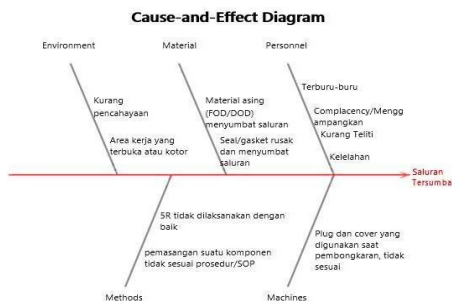 Cause-and-Effect Diagram
Environment
Material
Personnel
Kurang
pencahayaan
Area kerja yang
terbuka atau kotor
Material asing
(FOD/DOD)
menyumbat saluran
Seal/gasket rusak
dan menyumbat
saluran
Terburu-buru
Complacency/Mengg
ampangkan
Kurang Teliti
Kelelahan
Saluran
Tersumba
5R tidak dilaksanakan dengan
baik
pemasangan suatu komponen
tidak sesuai prosedur/SOP
Plug dan cover yang
digunakan saat
pembongkaran, tidak
sesuai
Methods
Machines